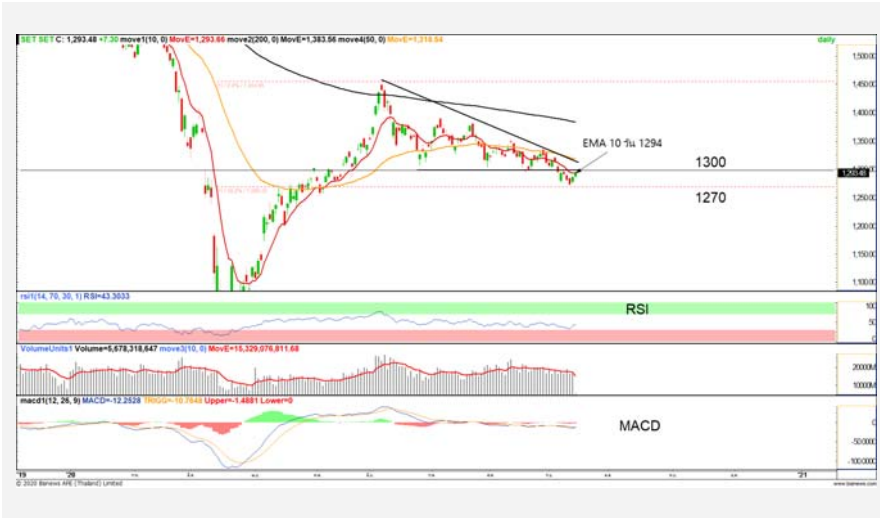 SET SET C: 1,293.48 +7.30 move1(10, 0) MovE=1,293.66 move2(200, 0) MovE=1,383.56 move4(50, 0) MovE=1,316.54 daily
1,500.00
1,450.00
1,400.00
1,350.00
EMA 10 วัน 1294
1300
1,293.48
1270
1,250.00
1,200.00
1,150.00
1,100.00
rsi1(14, 70, 30, 1) RSI=43.3033
RSI
100
50
0
VolumeUnits1 Volume=5,678,318,647 move3(10, 0) MovE=15,329,076,811.68
20000M
10000M
macd1(12, 26, 9) MACD=-12.2528 TRIGG=-10.7648 Upper=-1.4881 Lower=0
MACD
0
-50.0000
-100.0000
'19 '20 '21
© 2020 Bisnews AFE (Thailand) Limited www.bisnews.com